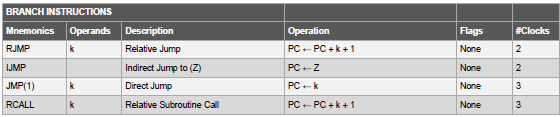 BRANCH INSTRUCTIONS
Mnemonics Operands Description Operation Flags #Clocks
RJMP k Relative Jump PC ← PC + k + 1 None 2
IJMP Indirect Jump to (Z) PC ← Z None 2
JMP(1) k Direct Jump PC ← k None 3
RCALL k Relative Subroutine Call PC ← PC + k + 1 None 3